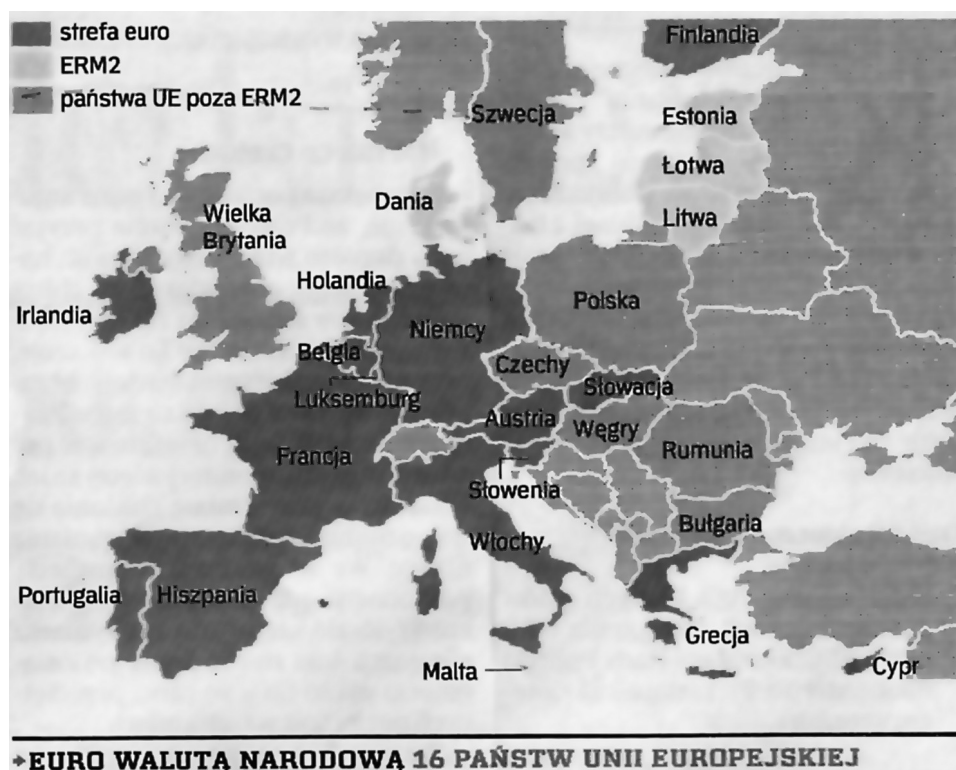 strefa euro
ERM2
państwa UE poza ERM2
Finlandia
Szwecja
Estonia
Łotwa
Litwa
Dania
Wielka
Brytania
Irlandia
Holandia
Niemcy
Polska
Belgia
Luksemburg
Czechy
Słowacja
Austria
Węgry
Rumunia
Francja
Słowenia
Włochy
Bułgaria
Portugalia
Hiszpania
Grecja
Malta
Cypr
EURO WALUTĄ NARODOWĄ 16 PAŃSTW UNII EUROPEJSKIEJ